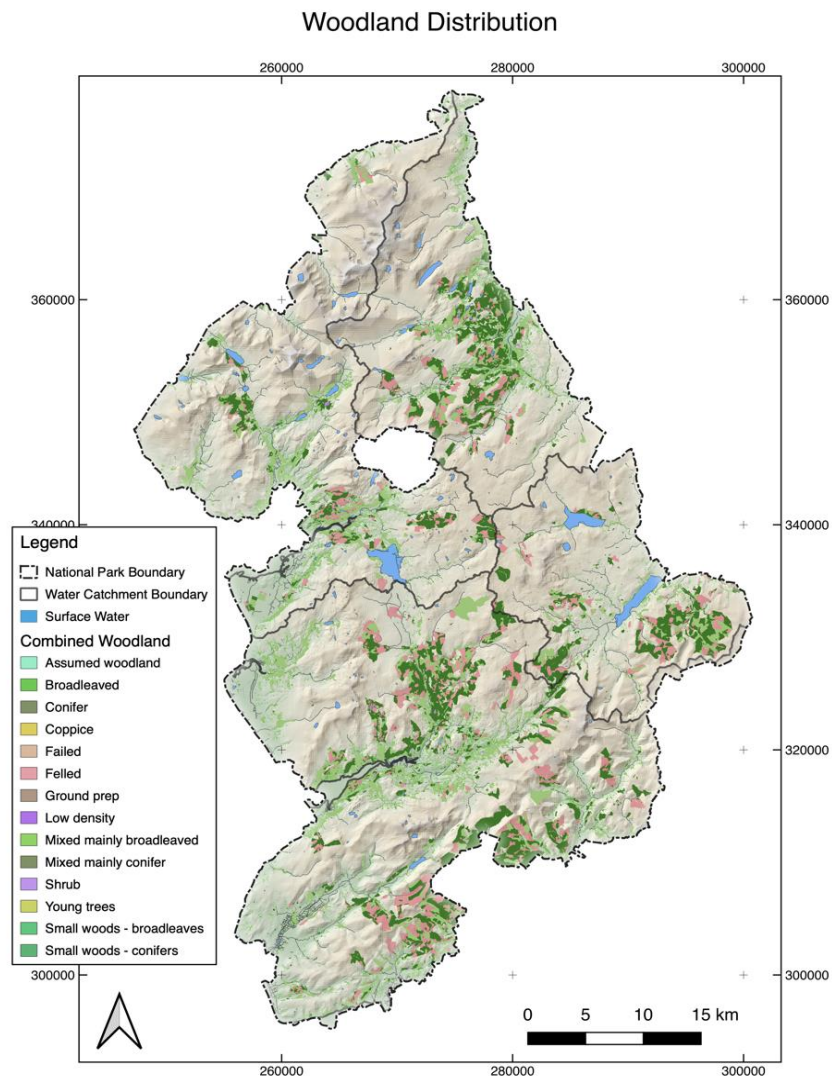 Woodland Distribution
260000
280000
300000
360000
360000
340000
340000
320000
300000
300000
Legend
National Park Boundary
Water Catchment Boundary
Surface Water
Combined Woodland
Assumed woodland
Broadleaved
Conifer
Coppice
Failed
Felled
Ground prep
Low density
Mixed mainly broadleaved
Mixed mainly conifer
Shrub
Young trees
Small woods - broadleaves
Small woods - conifers
0 5 10 15 km
260000
280000
300000